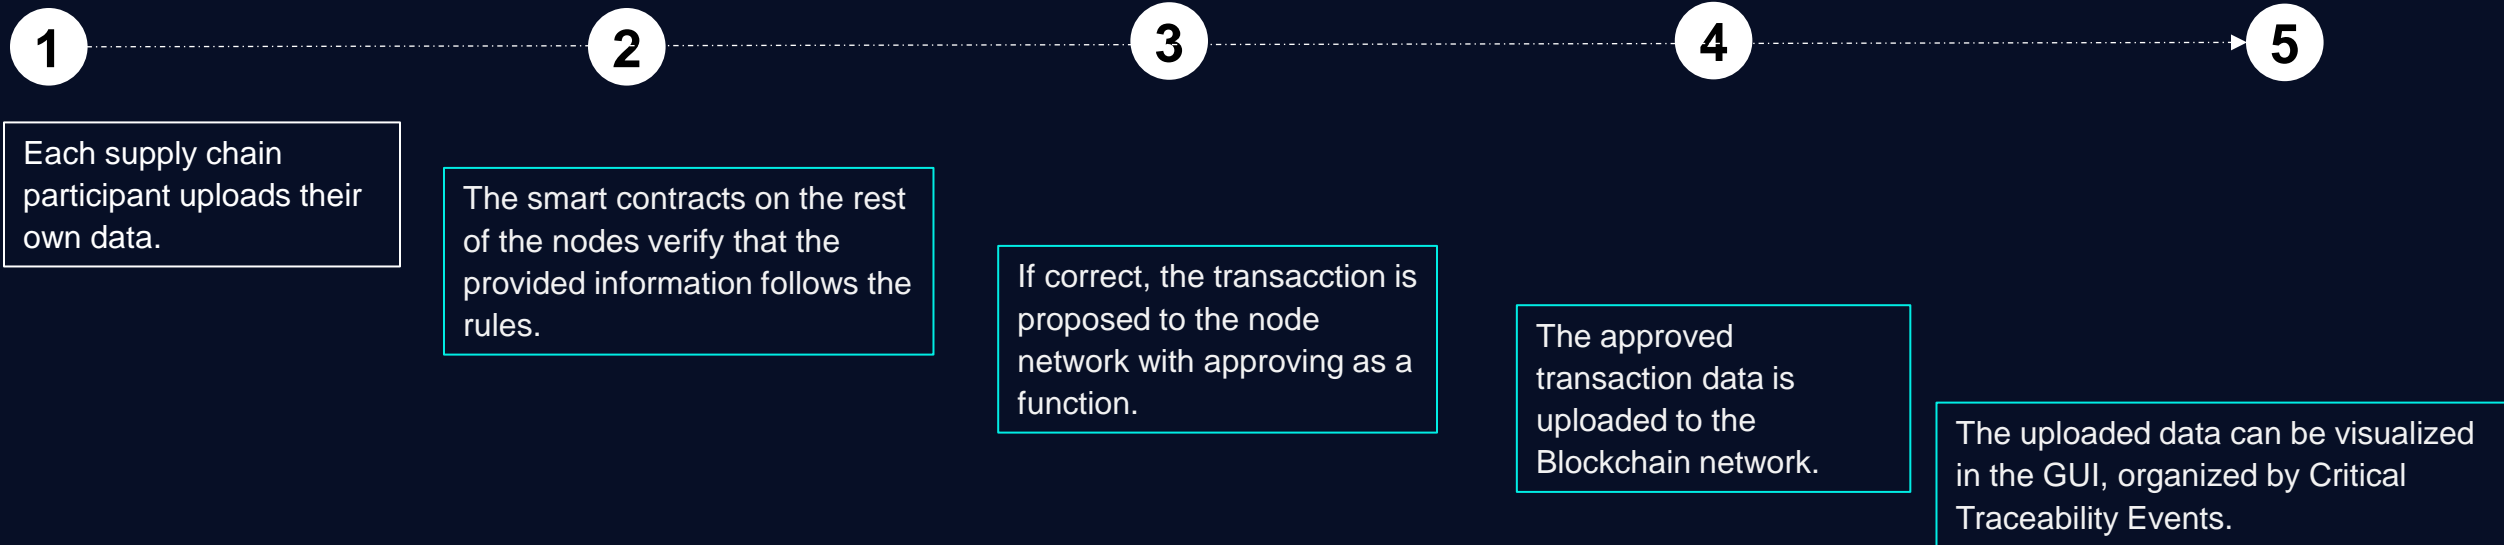 1
2
3
4
5
Each supply chain
participant uploads their
own data.
The smart contracts on the rest
of the nodes verify that the
provided information follows the
rules.
If correct, the transacction is
proposed to the node
network with approving as a
function.
The approved
transaction data is
uploaded to the
Blockchain network.
The uploaded data can be visualized
in the GUI, organized by Critical
Traceability Events.